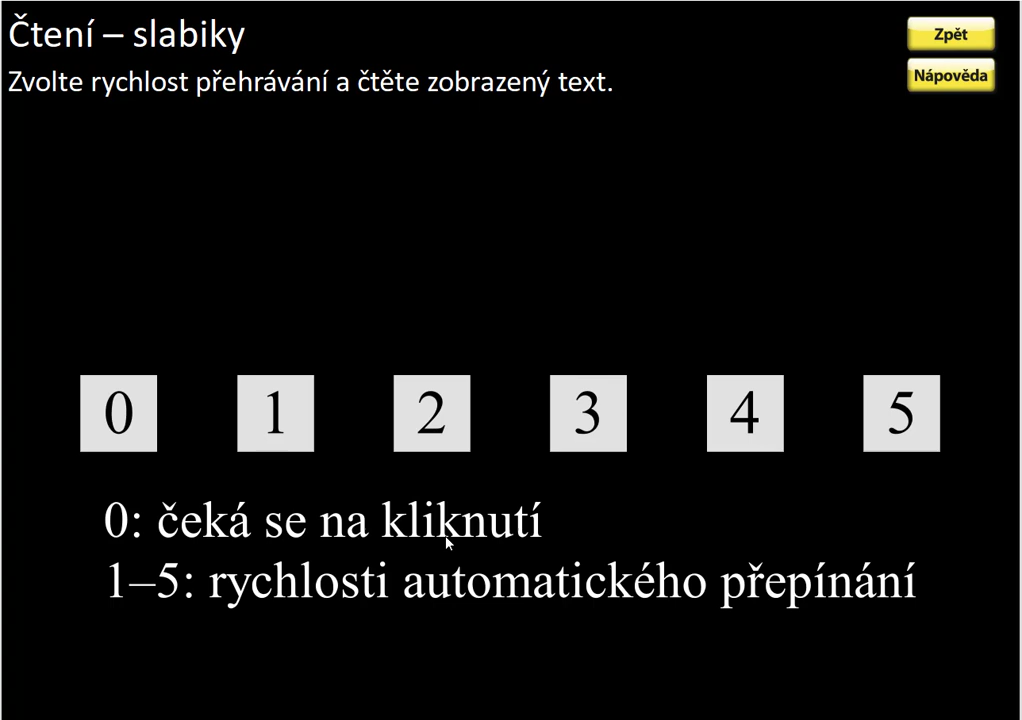 Čtení – slabiky
Zpět
Zvolte rychlost přehrávání a čtěte zobrazený text.
Nápověda
0 1 2 3 4 5
0: čeká se na kliknutí
1–5: rychlosti automatického přepínání